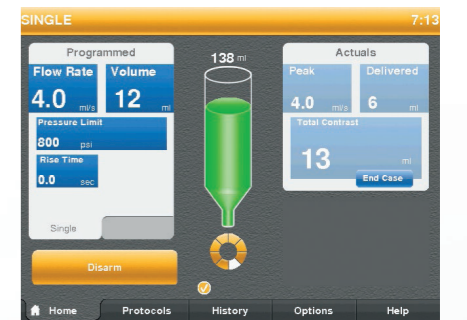 SINGLE 7:13
Programmed
Flow Rate Volume
4.0 ml/s 12 ml
Pressure Limit
800 psi
Rise Time
0.0 sec
Single
Disarm
138 ml
Actuals
Peak Delivered
4.0 ml/s 6 ml
Total Contrast
13 ml
End Case
Home Protocols History Options Help